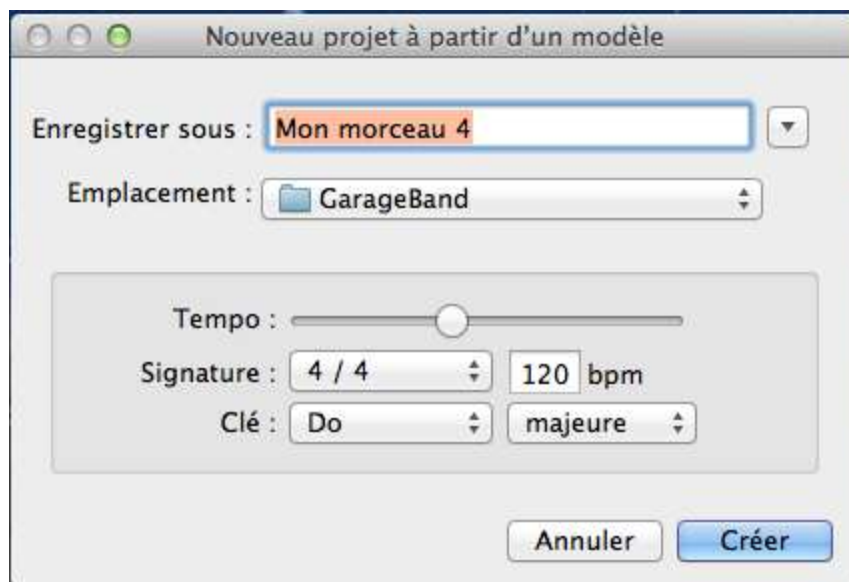 Nouveau projet à partir d’un modèle
Enregistrer sous : Mon morceau 4
Emplacement : GarageBand
Tempo :
Signature : 4 / 4 120 bpm
Clé : Do majeure
Annuler Créer